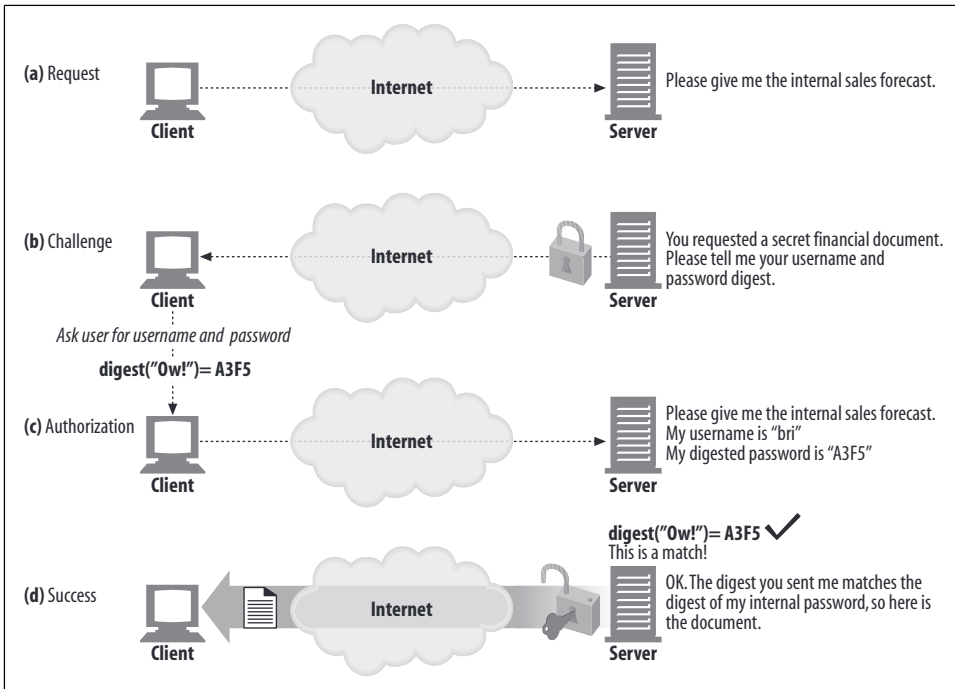 (a) Request
Internet
Please give me the internal sales forecast.
Client
Server
(b) Challenge
Internet
You requested a secret financial document.
Please tell me your username and
password digest.
Client
Server
Ask user for username and password
digest("Ow!")= A3F5
(c) Authorization
Internet
Please give me the internal sales forecast.
My username is “bri”
My digested password is “A3F5”
Client
Server
digest("Ow!")= A3F5
This is a match!
(d) Success
Internet
OK. The digest you sent me matches the
digest of my internal password, so here is
the document.
Client
Server